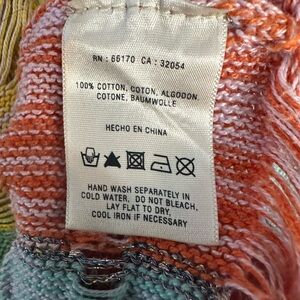 RN : 66170 CA : 32054
100% COTTON, COTON, ALGODON
COTONE, BAUMWOLLE
HECHO EN CHINA
HAND WASH SEPARATELY IN
COLD WATER. DO NOT BLEACH.
LAY FLAT TO DRY.
COOL IRON IF NECESSARY